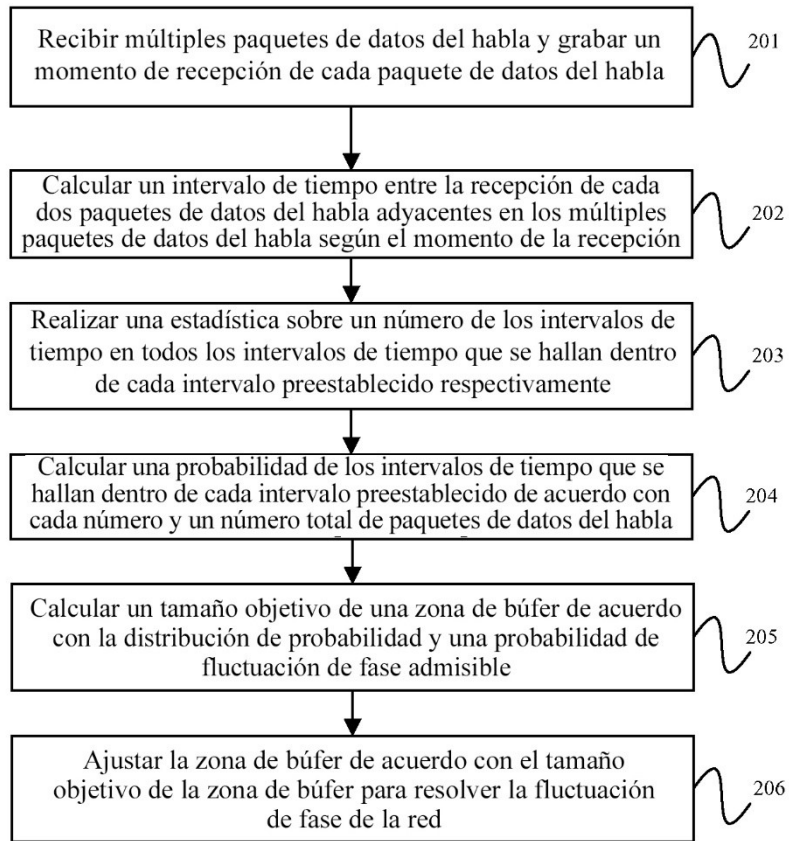 Recibir múltiples paquetes de datos del habla y grabar un
momento de recepción de cada paquete de datos del habla
201
Calcular un intervalo de tiempo entre la recepción de cada
dos paquetes de datos del habla adyacentes en los múltiples
paquetes de datos del habla según el momento de la recepción
202
Realizar una estadística sobre un número de los intervalos de
tiempo en todos los intervalos de tiempo que se hallan dentro
de cada intervalo preestablecido respectivamente
203
Calcular una probabilidad de los intervalos de tiempo que se
hallan dentro de cada intervalo preestablecido de acuerdo con
cada número y un número total de paquetes de datos del habla
204
Calcular un tamaño objetivo de una zona de búfer de acuerdo
con la distribución de probabilidad y una probabilidad de
fluctuación de fase admisible
205
Ajustar la zona de búfer de acuerdo con el tamaño
objetivo de la zona de búfer para resolver la fluctuación
de fase de la red
206